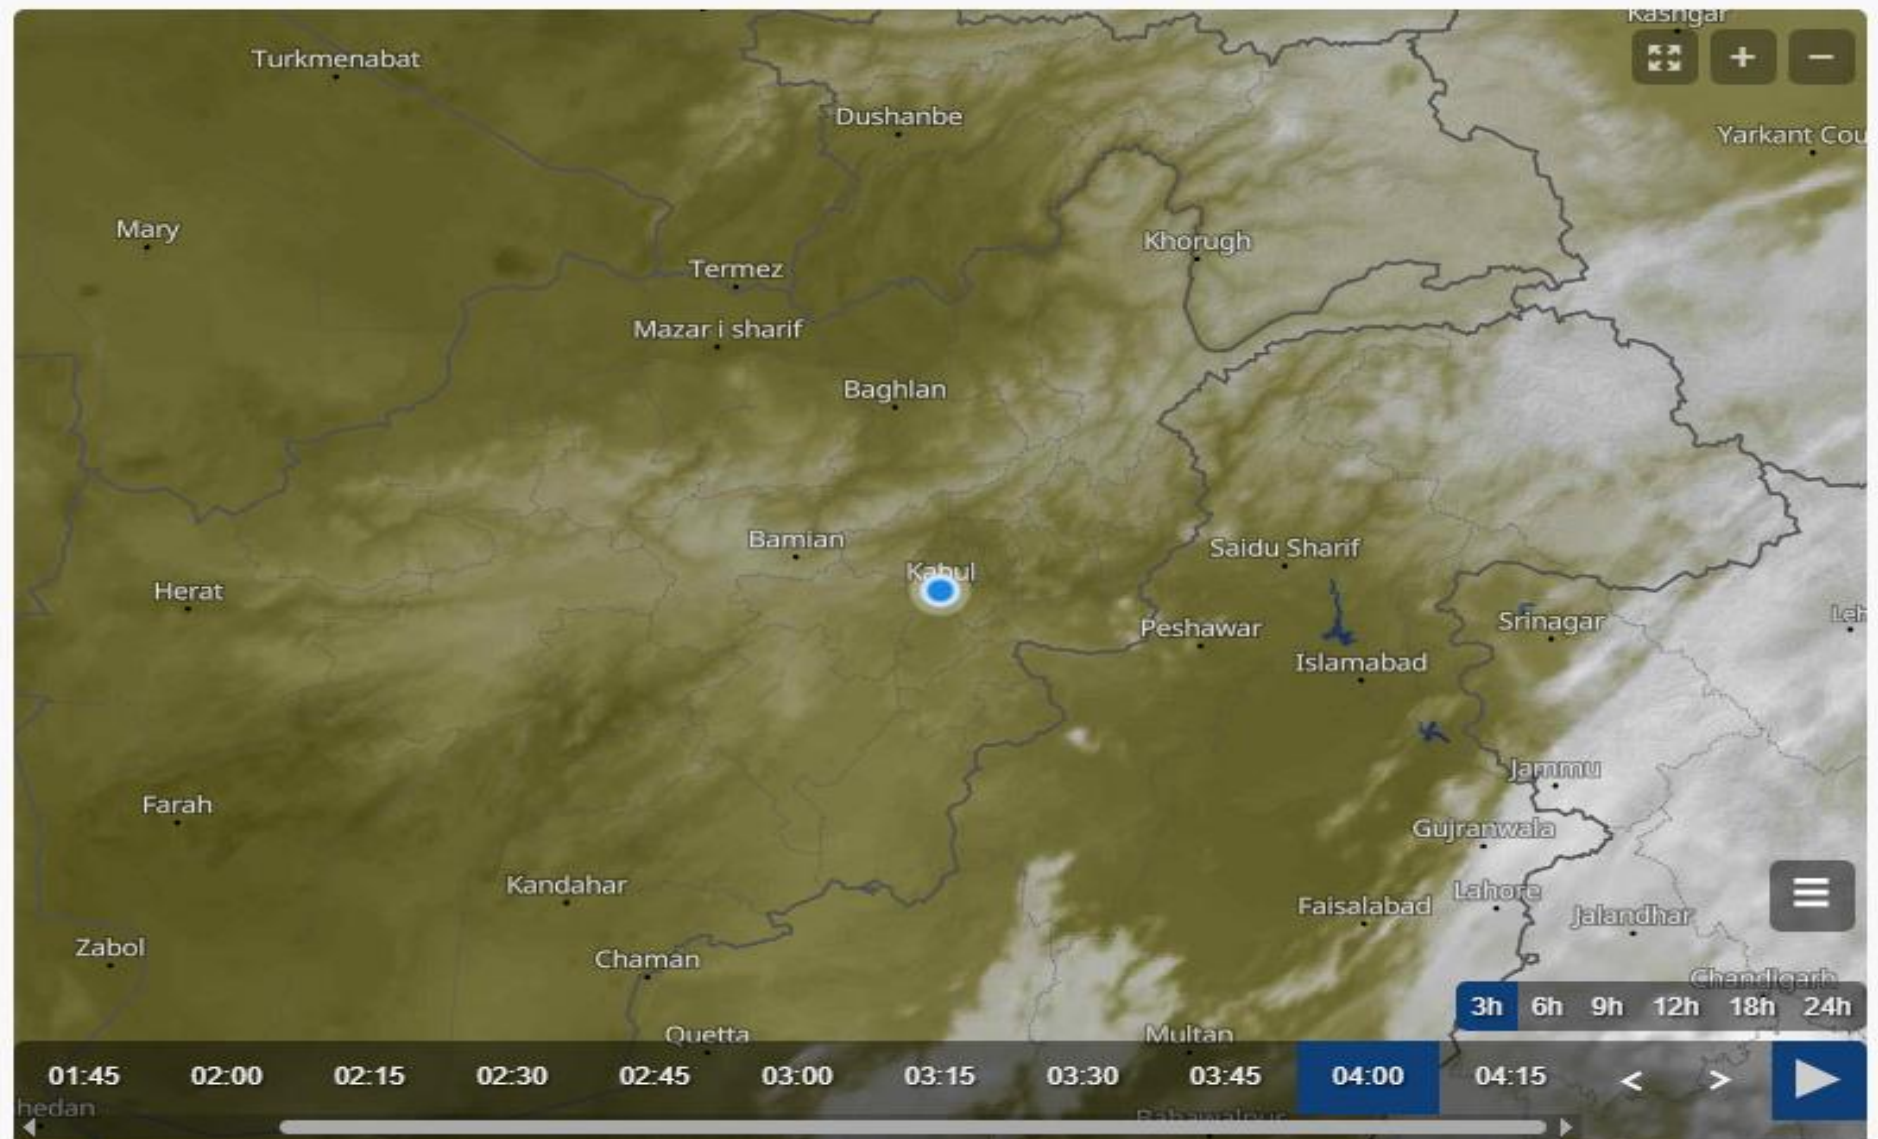 Kashgar
Turkmenabat
Dushanbe
Yarkant Cou
Mary
Khorugh
Termez
Mazar i sharif
Baghlan
Bamian
Saidu Sharif
Kabul
Herat
Leh
Srinagar
Peshawar
Islamabad
Jammu
Farah
Gujranwala
Kandahar
Lahore
Faisalabad
Jalandhar
Zabol
Chaman
Chandigarh
3h 6h 9h 12h 18h 24h
Quetta
Multan
01:45 02:00 02:15 02:30 02:45 03:00 03:15 03:30 03:45 04:00 04:15 < >
hedan
Bahawalpur